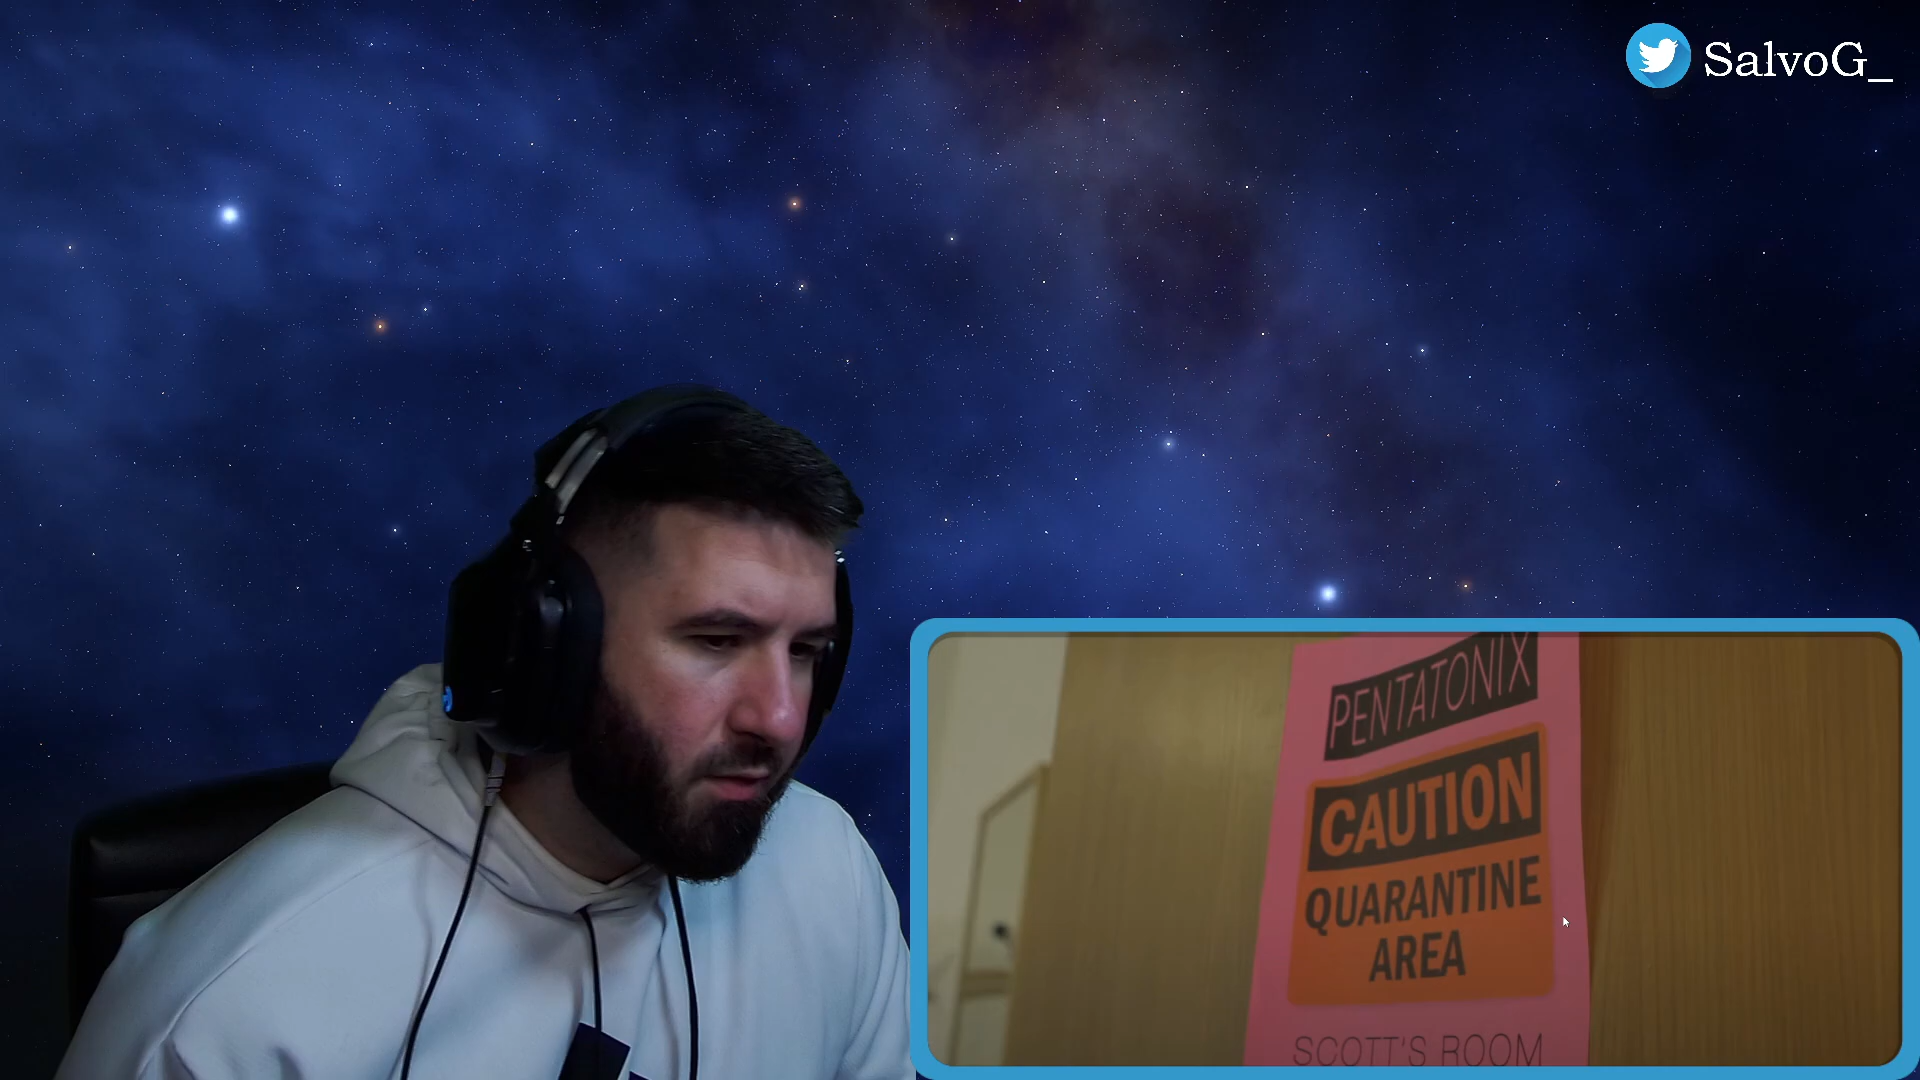 SalvoG_
PENTATONIX
CAUTION
QUARANTINE
AREA
SCOTT'S ROOM